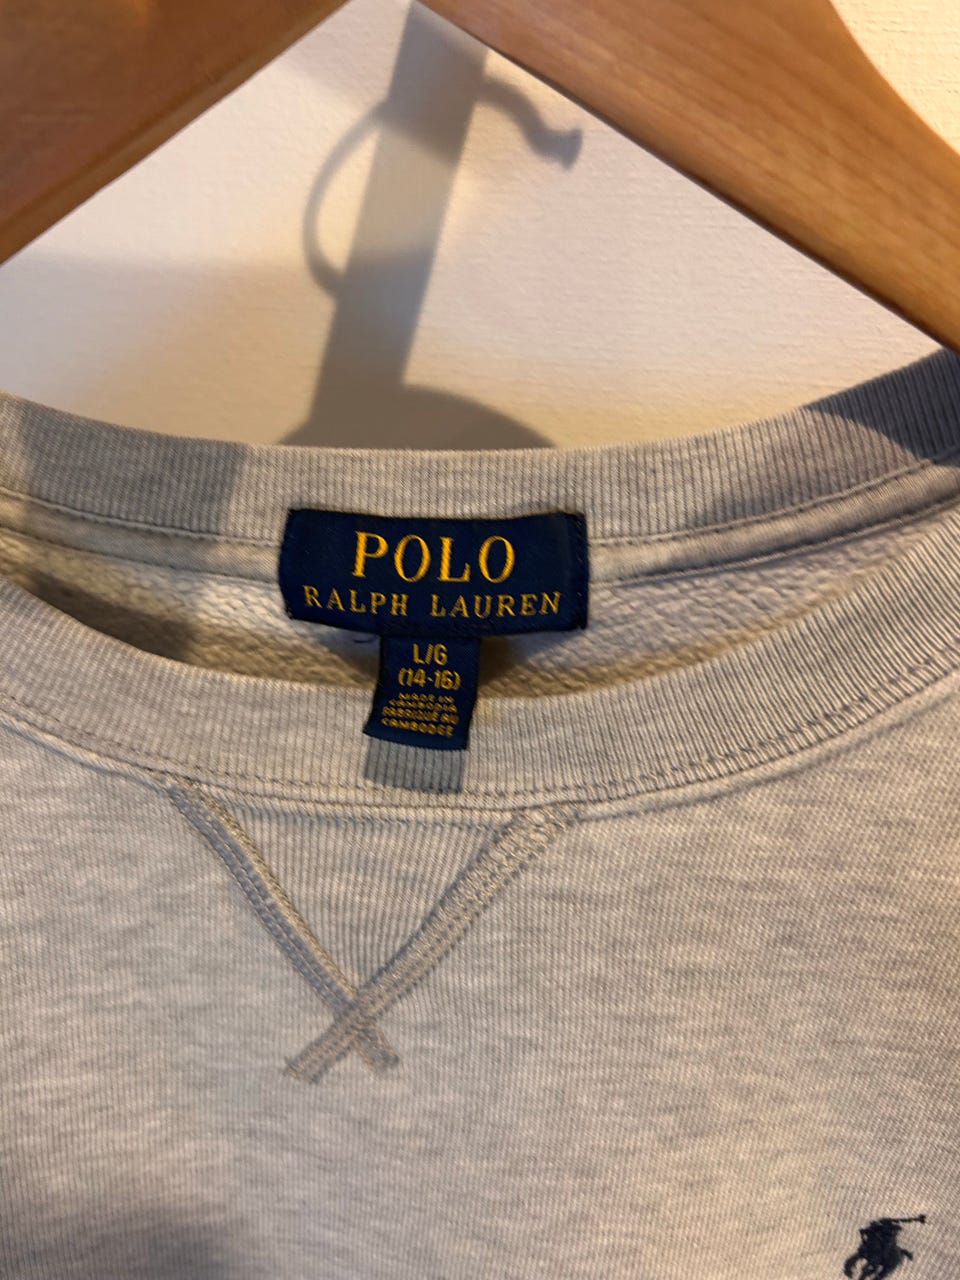 POLO
RALPH LAUREN
L/G
(14-16)
MADE IN
CAMBODIA
FABRIQUÉ AU
CAMBODGE